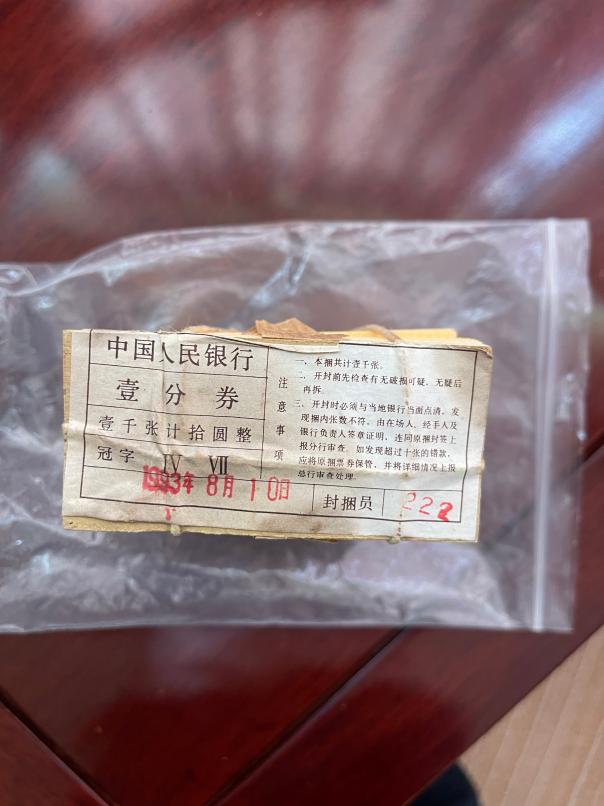 中国人民银行
壹分券
壹千张计拾圆整
冠字 IV VII
1993年8月10日
注意事项
一、本捆共计壹千张。
二、开封前先检查有无破损可疑，无疑后
再拆。
三、开封时必须与当地银行当面点清，发
现捆内张数不符，由在场人、经手人及
银行负责人签章证明，连同原捆封签上
报分行审查。如发现超过十张的错款，
应将原捆票券保管，并将详细情况上报
总行审查处理。
封捆员 222